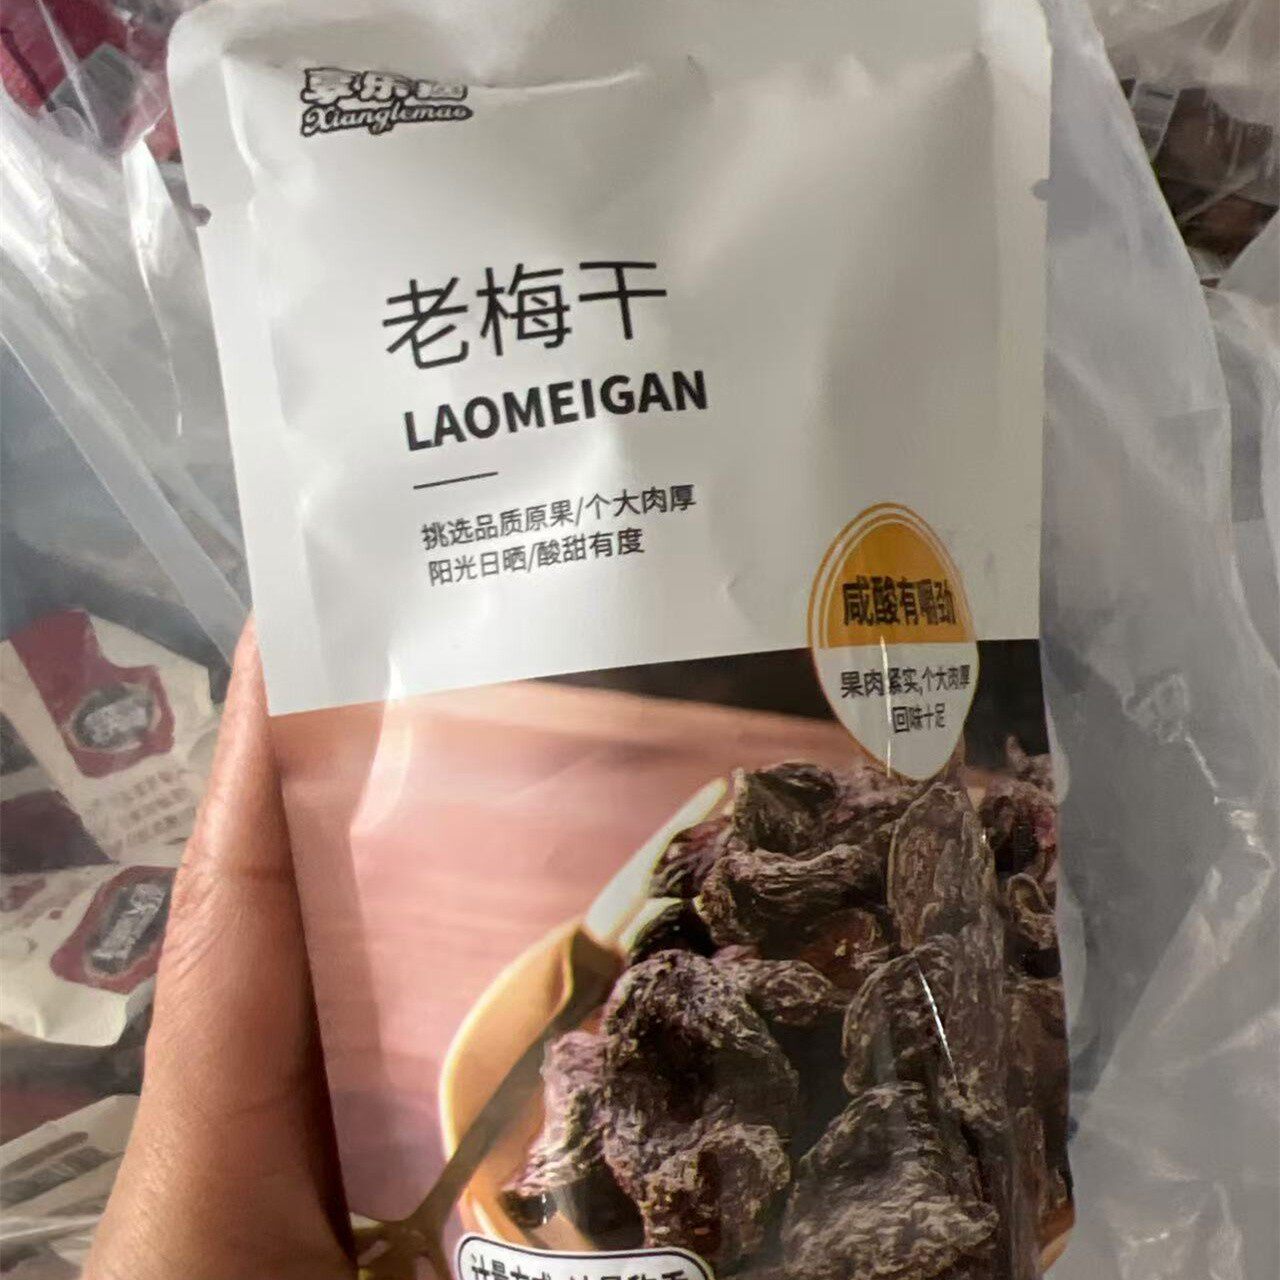 享乐
Xianglemao
老梅干
LAOMEIGAN
挑选品质原果/个大肉厚
阳光日晒/酸甜有度
咸酸有嚼劲
果肉紧实,个大肉厚
回味十足